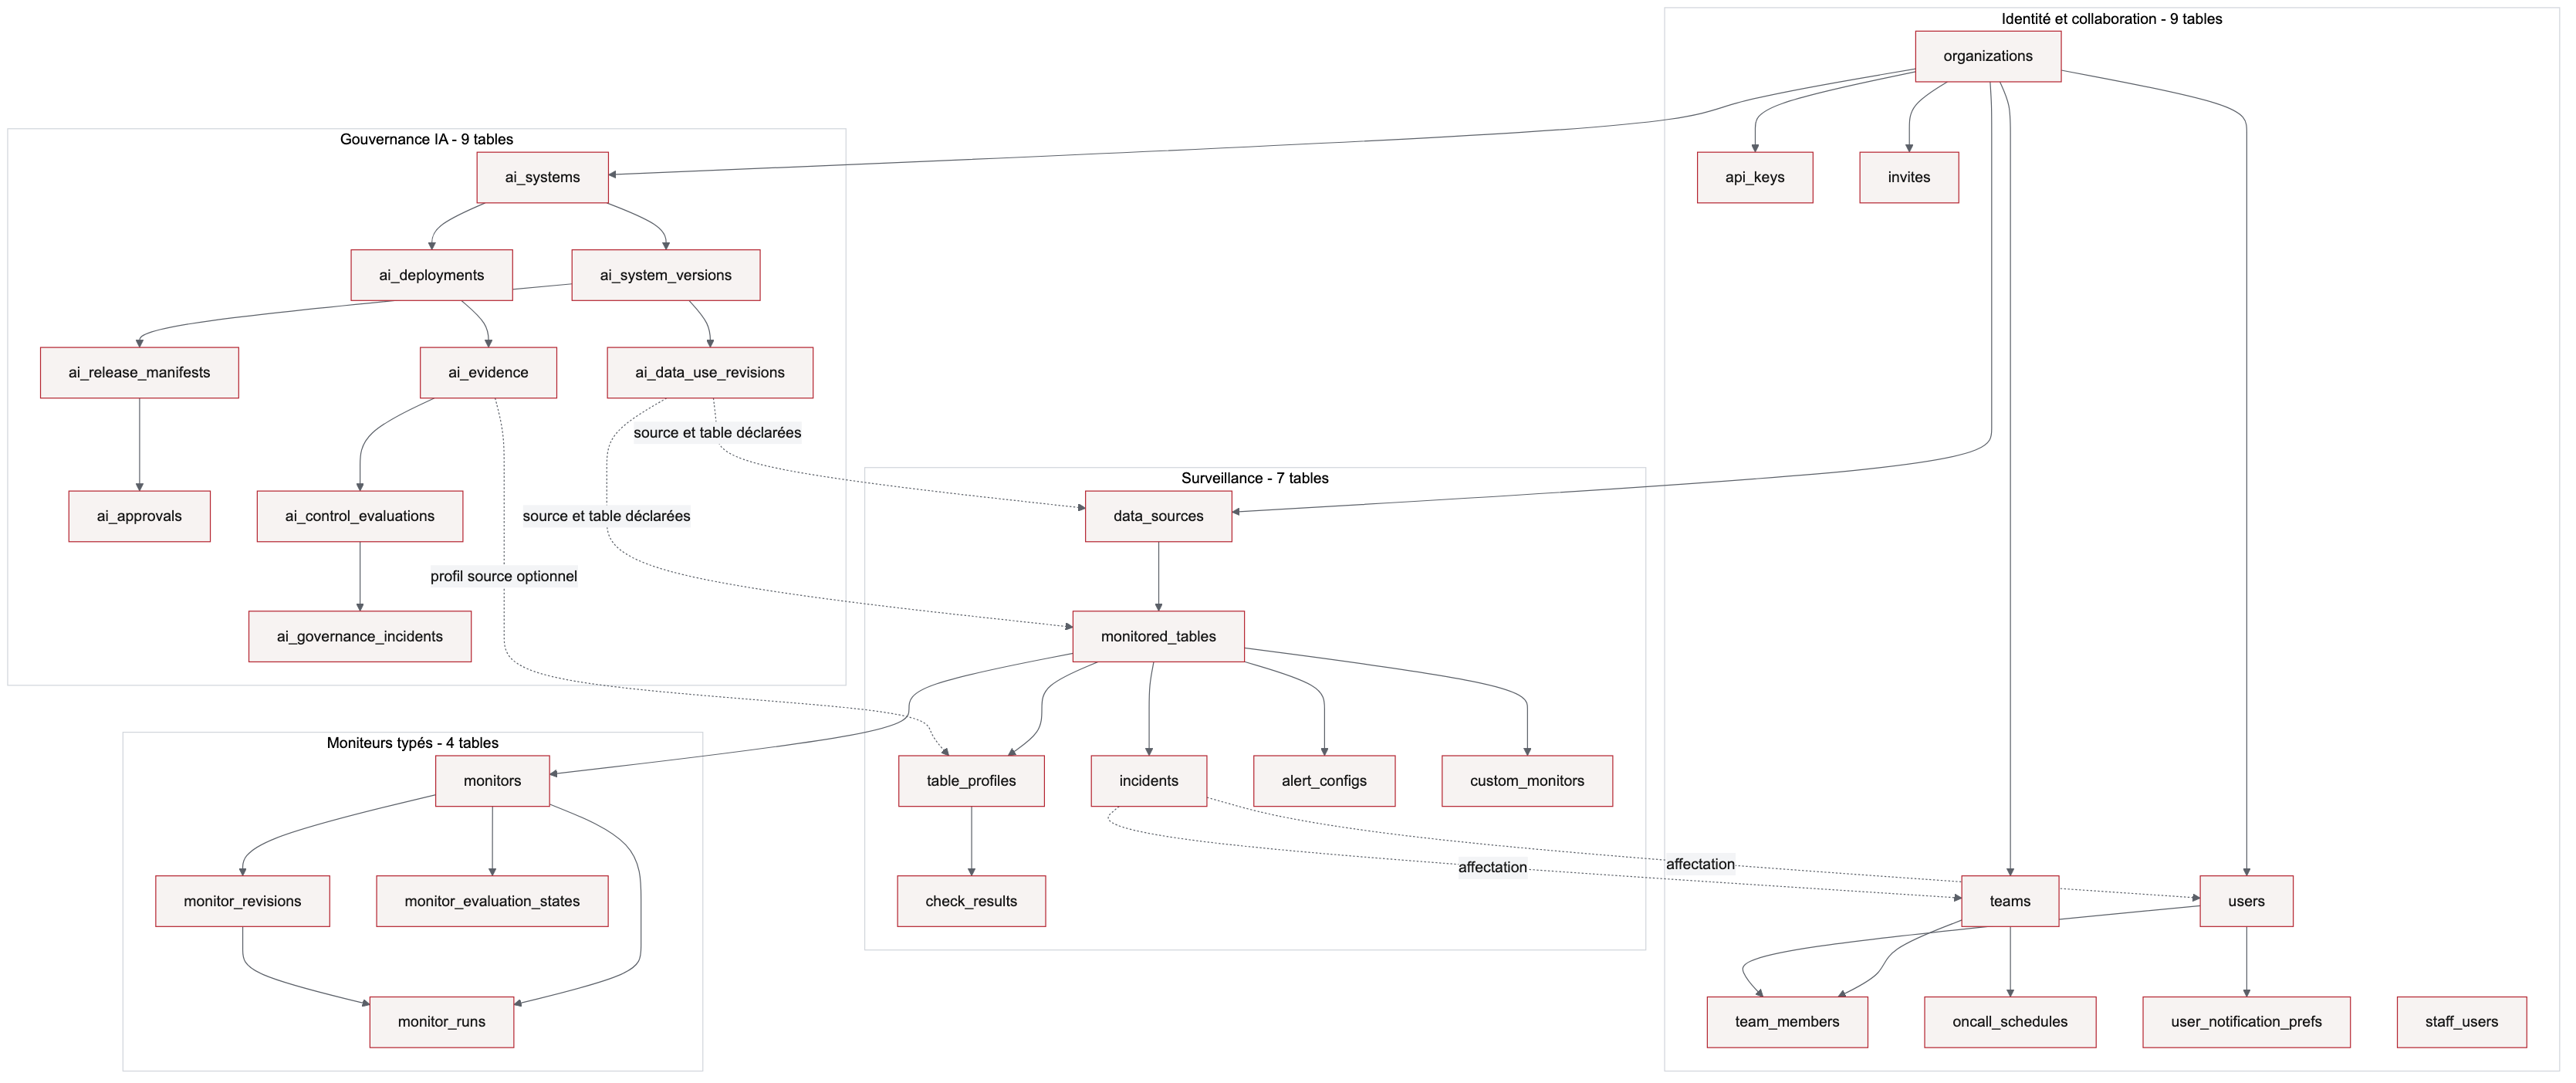 Identité et collaboration - 9 tables
organizations
api_keys
invites
Gouvernance IA - 9 tables
ai_systems
ai_deployments
ai_system_versions
ai_release_manifests
ai_evidence
ai_data_use_revisions
source et table déclarées
source et table déclarées
ai_approvals
ai_control_evaluations
profil source optionnel
ai_governance_incidents
Surveillance - 7 tables
data_sources
monitored_tables
table_profiles
incidents
alert_configs
custom_monitors
check_results
affectation
affectation
Moniteurs typés - 4 tables
monitors
monitor_revisions
monitor_evaluation_states
monitor_runs
teams
users
team_members
oncall_schedules
user_notification_prefs
staff_users